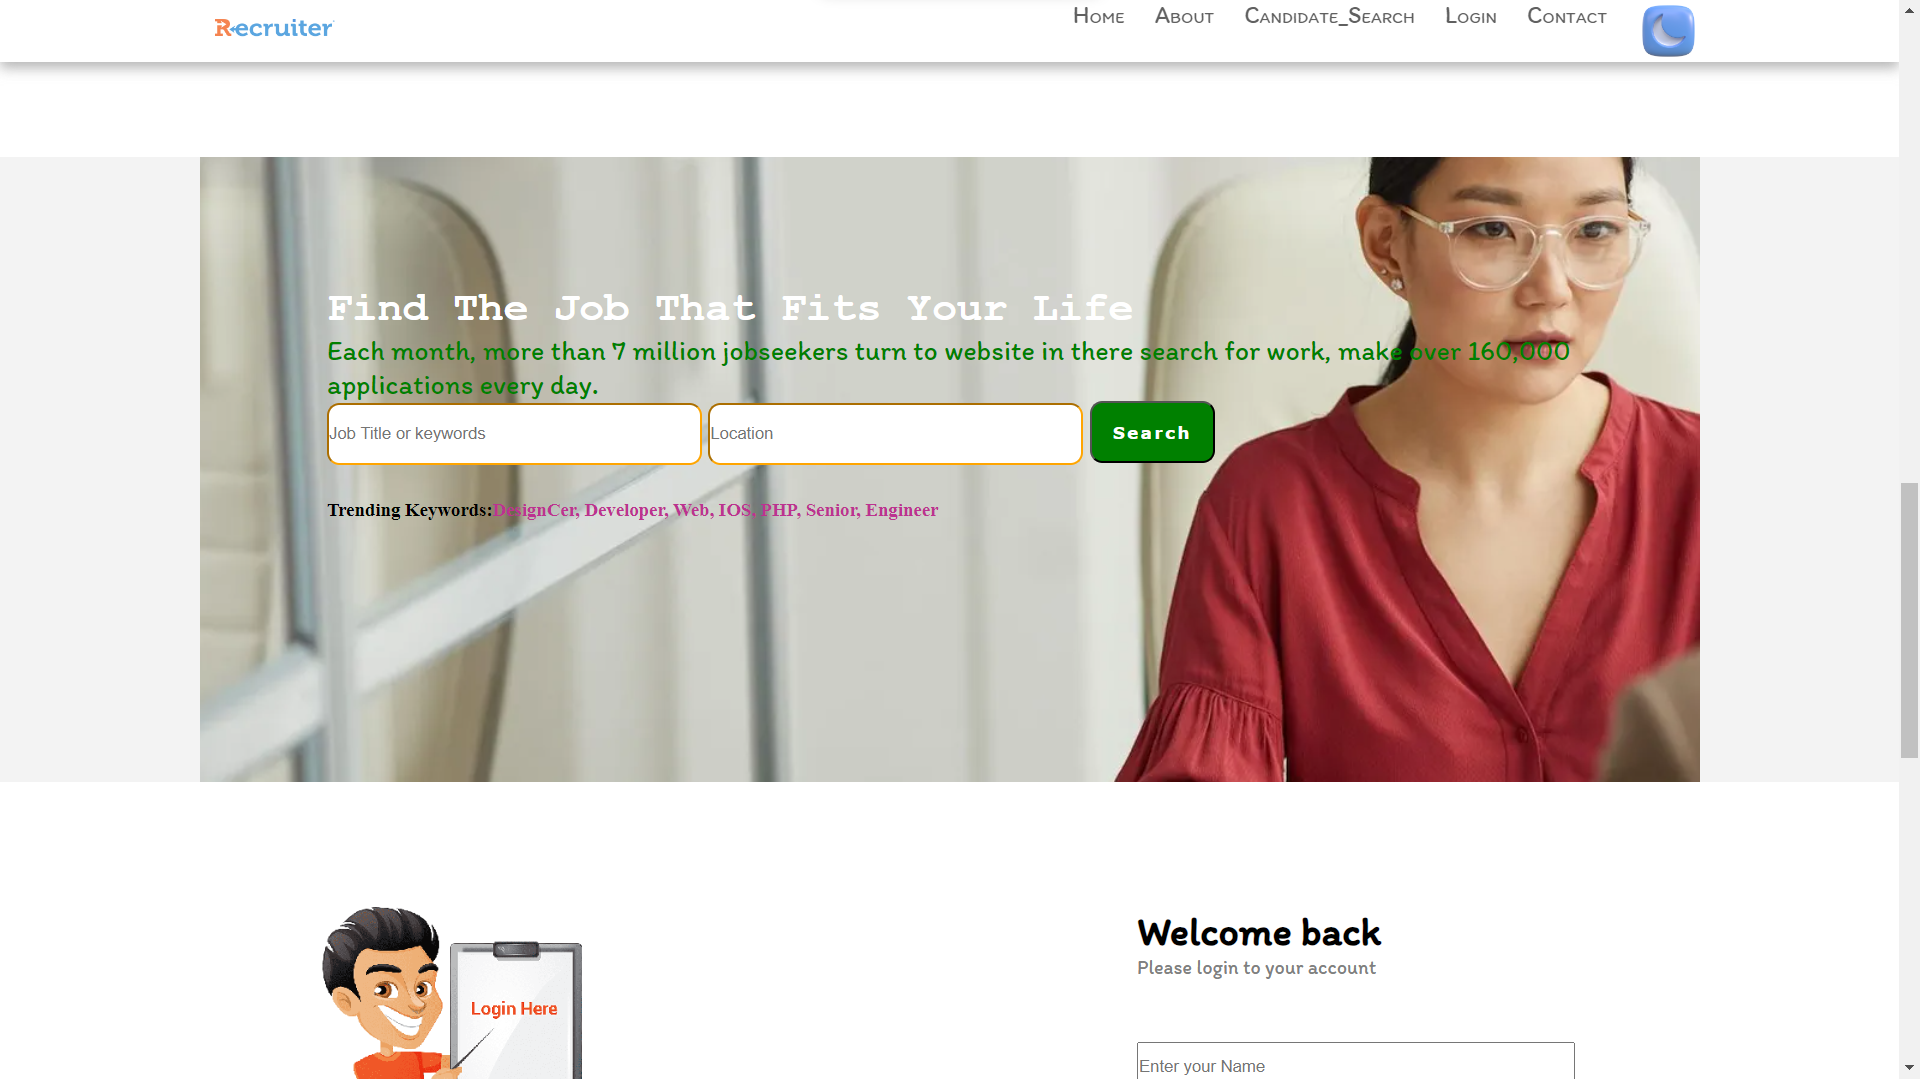 Recruiter
Home About Candidate_Search Login Contact
Find The Job That Fits Your Life
Each month, more than 7 million jobseekers turn to website in there search for work, make over 160,000
applications every day.
Job Title or keywords Location Search
Trending Keywords:DesignCer, Developer, Web, IOS, PHP, Senior, Engineer
Login Here
Welcome back
Please login to your account
Enter your Name